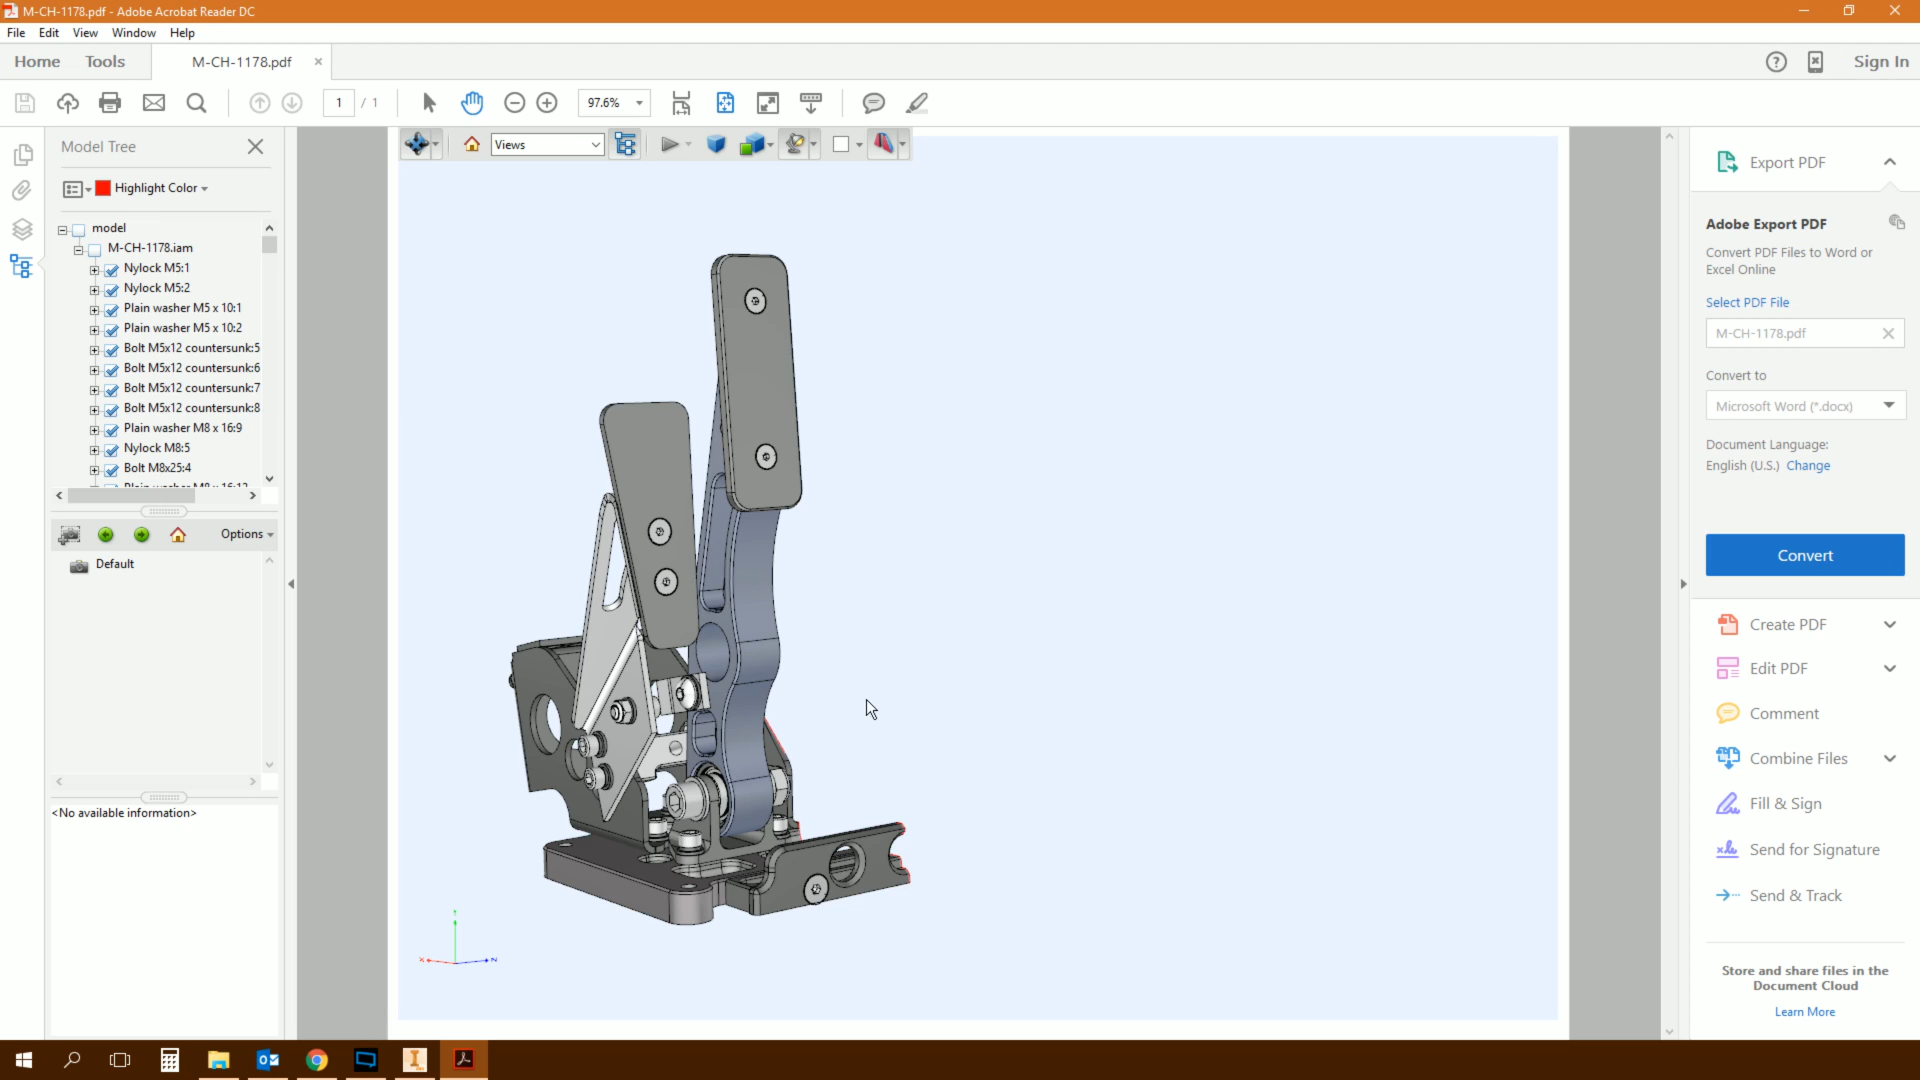 M-CH-1178.pdf - Adobe Acrobat Reader DC
File Edit View Window Help
Home Tools M-CH-1178.pdf Sign In
1 / 1 97.6%
Model Tree
Highlight Color
model
M-CH-1178.iam
Nylock M5:1
Nylock M5:2
Plain washer M5 x 10:1
Plain washer M5 x 10:2
Bolt M5x12 countersunk:5
Bolt M5x12 countersunk:6
Bolt M5x12 countersunk:7
Bolt M5x12 countersunk:8
Plain washer M8 x 16:9
Nylock M8:5
Bolt M8x25:4
Plain washer M8 x 16:12
Options
Default
<No available information>
Views
Export PDF
Adobe Export PDF
Convert PDF Files to Word or
Excel Online
Select PDF File
M-CH-1178.pdf
Convert to
Microsoft Word (*.docx)
Document Language:
English (U.S.) Change
Convert
Create PDF
Edit PDF
Comment
Combine Files
Fill & Sign
Send for Signature
Send & Track
Store and share files in the
Document Cloud
Learn More